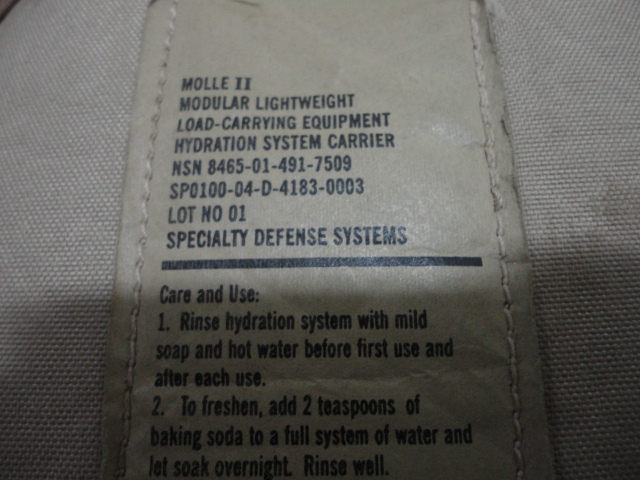 MOLLE II
MODULAR LIGHTWEIGHT
LOAD-CARRYING EQUIPMENT
HYDRATION SYSTEM CARRIER
NSN 8465-01-491-7509
SP0100-04-D-4183-0003
LOT NO 01
SPECIALTY DEFENSE SYSTEMS
Care and Use:
1. Rinse hydration system with mild
soap and hot water before first use and
after each use.
2. To freshen, add 2 teaspoons of
baking soda to a full system of water and
let soak overnight. Rinse well.